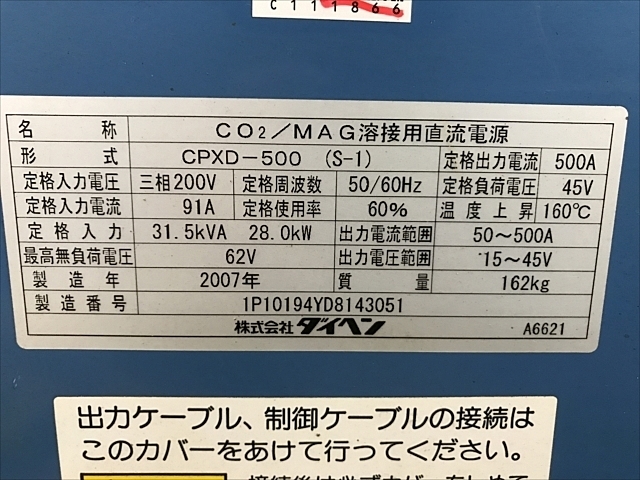 C111866
名称 CO2/MAG溶接用直流電源
形式 CPXD-500 (S-1) 定格出力電流 500A
定格入力電圧 三相200V 定格周波数 50/60Hz 定格負荷電圧 45V
定格入力電流 91A 定格使用率 60% 温度上昇 160℃
定格入力 31.5kVA 28.0kW 出力電流範囲 50~500A
最高無負荷電圧 62V 出力電圧範囲 15~45V
製造年 2007年 質量 162kg
製造番号 1P10194YD8143051
株式会社ダイヘン A6621
出力ケーブル、制御ケーブルの接続は
このカバーをあけて行ってください。